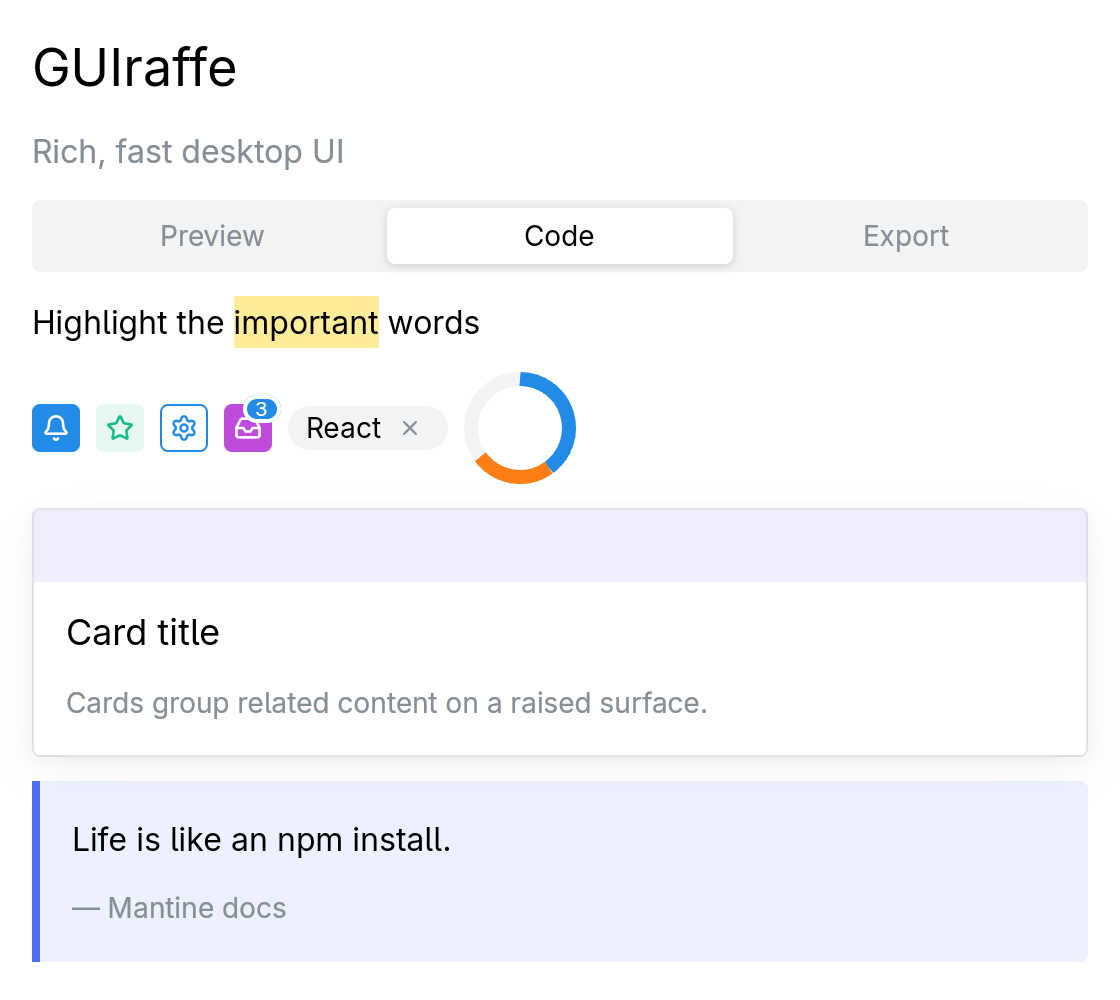 GUIraffe
Rich, fast desktop UI
Preview Code Export
Highlight the important words
3
React
Card title
Cards group related content on a raised surface.
Life is like an npm install.
— Mantine docs